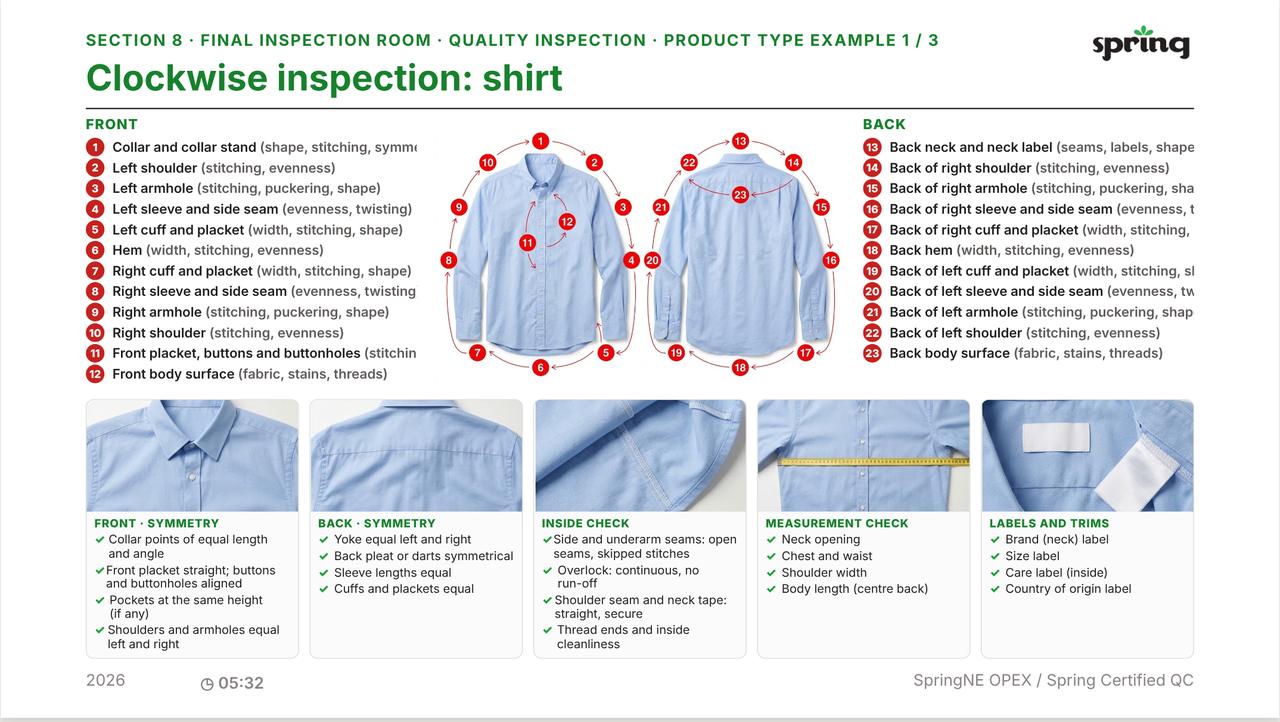 SECTION 8 · FINAL INSPECTION ROOM · QUALITY INSPECTION · PRODUCT TYPE EXAMPLE 1 / 3
spring
Clockwise inspection: shirt
FRONT
1 Collar and collar stand (shape, stitching, symme
2 Left shoulder (stitching, evenness)
3 Left armhole (stitching, puckering, shape)
4 Left sleeve and side seam (evenness, twisting)
5 Left cuff and placket (width, stitching, shape)
6 Hem (width, stitching, evenness)
7 Right cuff and placket (width, stitching, shape)
8 Right sleeve and side seam (evenness, twisting
9 Right armhole (stitching, puckering, shape)
10 Right shoulder (stitching, evenness)
11 Front placket, buttons and buttonholes (stitchin
12 Front body surface (fabric, stains, threads)
1
2
3
4
5
6
7
8
9
10
11
12
13
14
15
16
17
18
19
20
21
22
23
BACK
13 Back neck and neck label (seams, labels, shape
14 Back of right shoulder (stitching, evenness)
15 Back of right armhole (stitching, puckering, sha
16 Back of right sleeve and side seam (evenness, t
17 Back of right cuff and placket (width, stitching,
18 Back hem (width, stitching, evenness)
19 Back of left cuff and placket (width, stitching, sl
20 Back of left sleeve and side seam (evenness, tw
21 Back of left armhole (stitching, puckering, shap
22 Back of left shoulder (stitching, evenness)
23 Back body surface (fabric, stains, threads)
FRONT · SYMMETRY
✔ Collar points of equal length
and angle
✔ Front placket straight; buttons
and buttonholes aligned
✔ Pockets at the same height
(if any)
✔ Shoulders and armholes equal
left and right
BACK · SYMMETRY
✔ Yoke equal left and right
✔ Back pleat or darts symmetrical
✔ Sleeve lengths equal
✔ Cuffs and plackets equal
INSIDE CHECK
✔ Side and underarm seams: open
seams, skipped stitches
✔ Overlock: continuous, no
run-off
✔ Shoulder seam and neck tape:
straight, secure
✔ Thread ends and inside
cleanliness
MEASUREMENT CHECK
✔ Neck opening
✔ Chest and waist
✔ Shoulder width
✔ Body length (centre back)
LABELS AND TRIMS
✔ Brand (neck) label
✔ Size label
✔ Care label (inside)
✔ Country of origin label
2026
05:32
SpringNE OPEX / Spring Certified QC